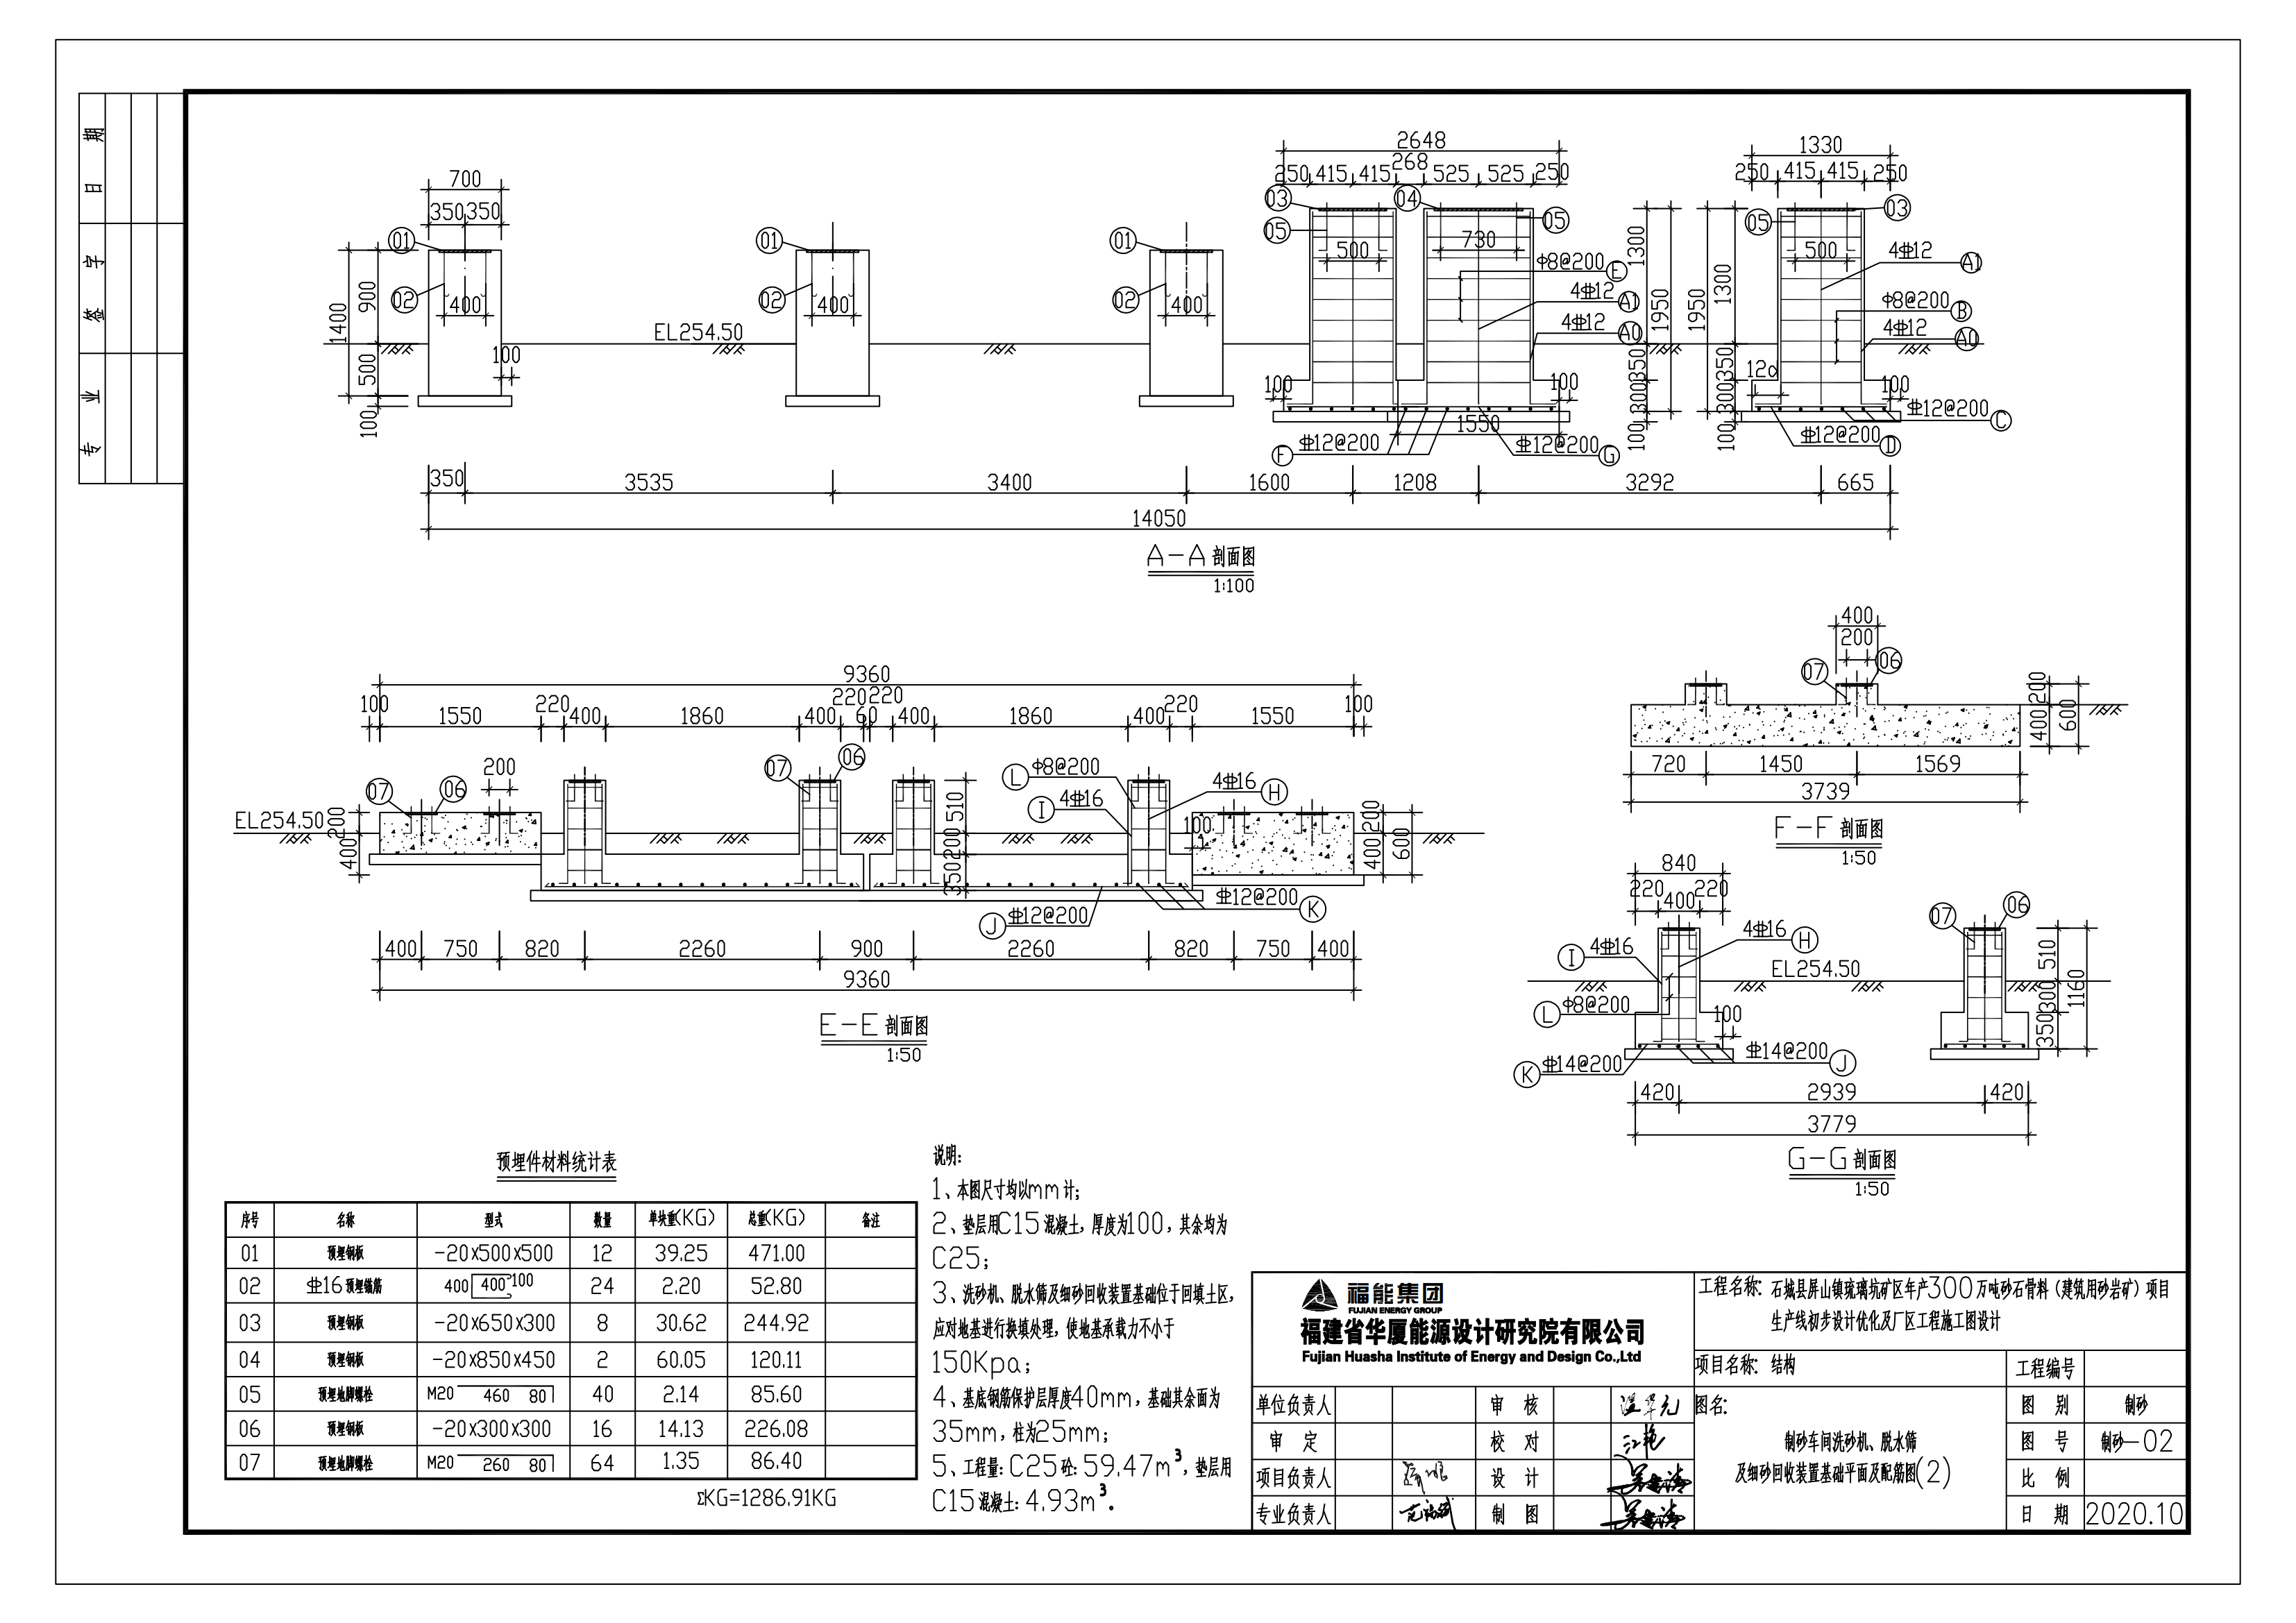 期
日
字
签
业
专
2648
268
250 415 415 525 525 250
1330
250 415 415 250
700
350 350
03 04 03
05 05 05
01 01 01
500 730 500
02 02 02
400 400 400
1400 900 500 100
100
EL254.50
ϕ8@200 E
4⌽12 A1
4⌽12 A0
1300 350 300 100 1950
1950 1300 350 300 100
4⌽12 A1
ϕ8@200 B
4⌽12 A0
120
100 100 100
1550
⌽12@200 C
F ⌽12@200
⌽12@200 G
⌽12@200 D
350 3535 3400 1600 1208 3292 665
14050
A-A 剖面图
1:100
9360
100 1550 220 400 1860 400 220 60 220 400 1860 400 220 1550 100
07 06 200 07 06
L ϕ8@200
I 4⌽16
4⌽16 H
EL254.50
200 400
510 200 350
100
400 200 600
⌽12@200 K
J ⌽12@200
400 750 820 2260 900 2260 820 750 400
9360
E-E 剖面图
1:50
400
200
07 06
200 400 600
720 1450 1569
3739
F-F 剖面图
1:50
840
220 400 220
07 06
4⌽16 H
I 4⌽16
EL254.50
L ϕ8@200
100
510 300 350 1160
K ⌽14@200
⌽14@200 J
420 2939 420
3779
G-G 剖面图
1:50
预埋件材料统计表
序号 名称 型式 数量 单块重(KG) 总重(KG) 备注
01 预埋钢板 -20x500x500 12 39.25 471.00
02 ⌽16预埋锚筋 400 400 100 24 2.20 52.80
03 预埋钢板 -20x650x300 8 30.62 244.92
04 预埋钢板 -20x850x450 2 60.05 120.11
05 预埋地脚螺栓 M20 460 80 40 2.14 85.60
06 预埋钢板 -20x300x300 16 14.13 226.08
07 预埋地脚螺栓 M20 260 80 64 1.35 86.40
ΣKG=1286.91KG
说明:
1、本图尺寸均以mm计;
2、垫层用C15混凝土,厚度为100,其余均为
C25;
3、洗砂机、脱水筛及细砂回收装置基础位于回填土区,
应对地基进行换填处理,使地基承载力不小于
150Kpa;
4、基底钢筋保护层厚度40mm,基础其余面为
35mm,柱为25mm;
5、工程量:C25砼:59.47m³,垫层用
C15混凝土:4.93m³。
福能集团
FUJIAN ENERGY GROUP
福建省华厦能源设计研究院有限公司
Fujian Huasha Institute of Energy and Design Co.,Ltd
工程名称: 石城县屏山镇琉璃坑矿区年产300万吨砂石骨料(建筑用砂岩矿)项目
生产线初步设计优化及厂区工程施工图设计
项目名称: 结构 工程编号
单位负责人 审 核 图名: 图 别 制砂
审 定 校 对 江艳 制砂车间洗砂机、脱水筛 图 号 制砂-02
项目负责人 设 计 及细砂回收装置基础平面及配筋图(2) 比 例
专业负责人 制 图 日 期 2020.10